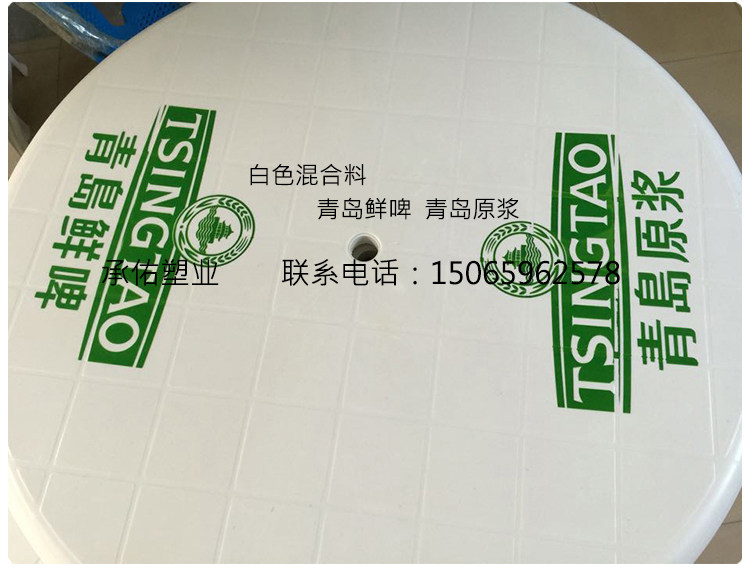 TSINGTAO
青島鮮啤
白色混合料
青岛鲜啤 青岛原浆
承佑塑业 联系电话：15065962578
TSINGTAO
青島原浆